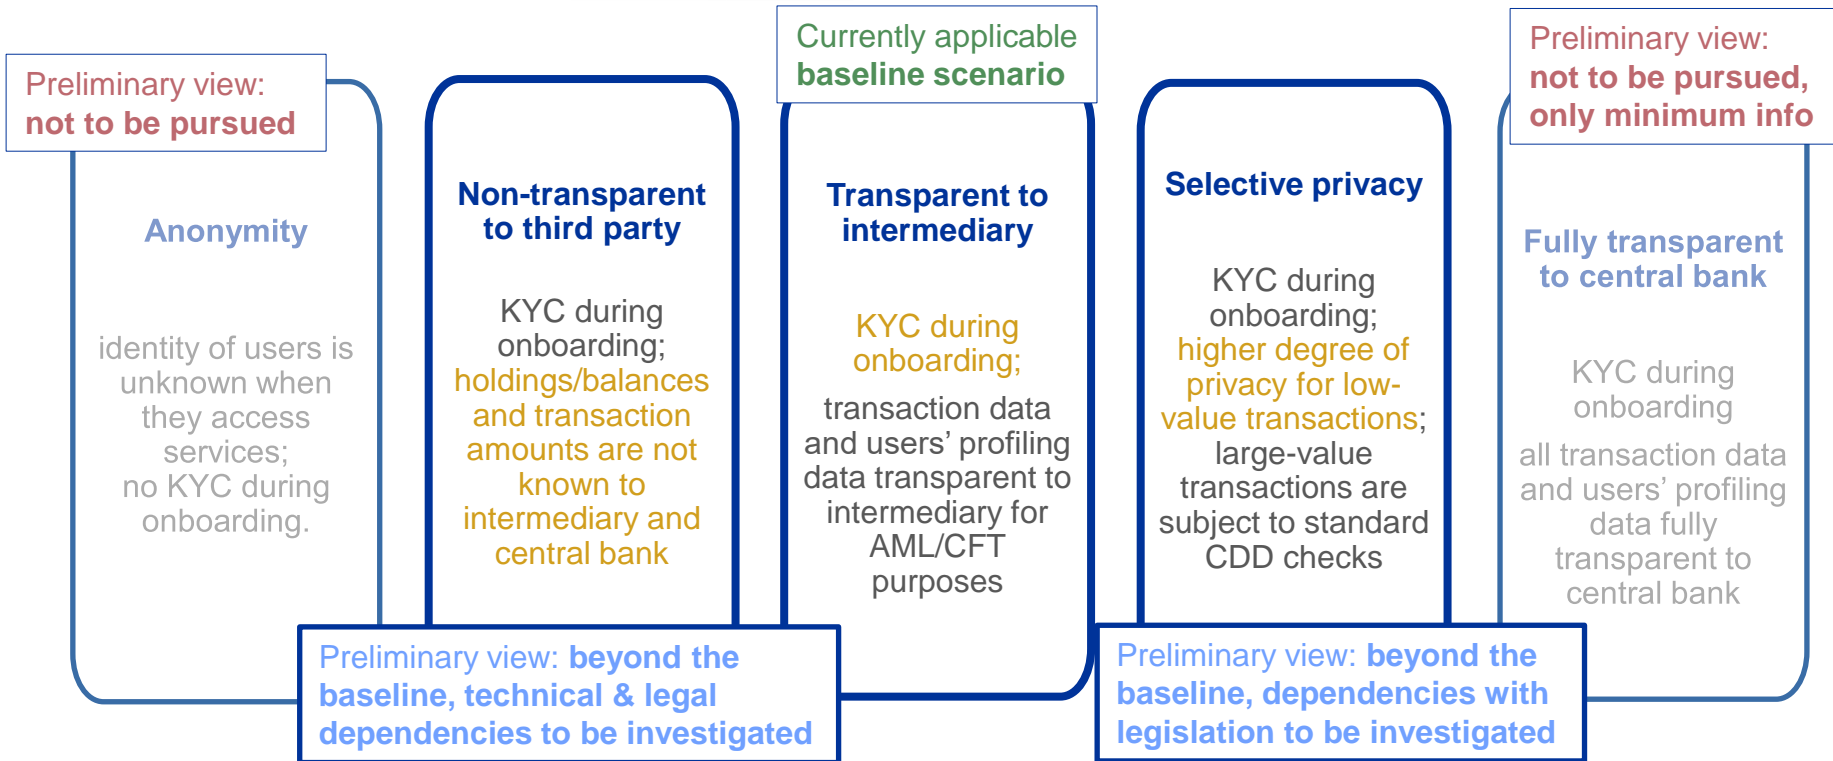 Preliminary view:
not to be pursued
Anonymity
identity of users is
unknown when
they access
services;
no KYC during
onboarding.
Non-transparent
to third party
KYC during
onboarding;
holdings/balances
and transaction
amounts are not
known to
intermediary and
central bank
Preliminary view: beyond the
baseline, technical & legal
dependencies to be investigated
Currently applicable
baseline scenario
Transparent to
intermediary
KYC during
onboarding;
transaction data
and users’ profiling
data transparent to
intermediary for
AML/CFT
purposes
Selective privacy
KYC during
onboarding;
higher degree of
privacy for low-
value transactions;
large-value
transactions are
subject to standard
CDD checks
Preliminary view: beyond the
baseline, dependencies with
legislation to be investigated
Preliminary view:
not to be pursued,
only minimum info
Fully transparent
to central bank
KYC during
onboarding
all transaction data
and users’ profiling
data fully
transparent to
central bank